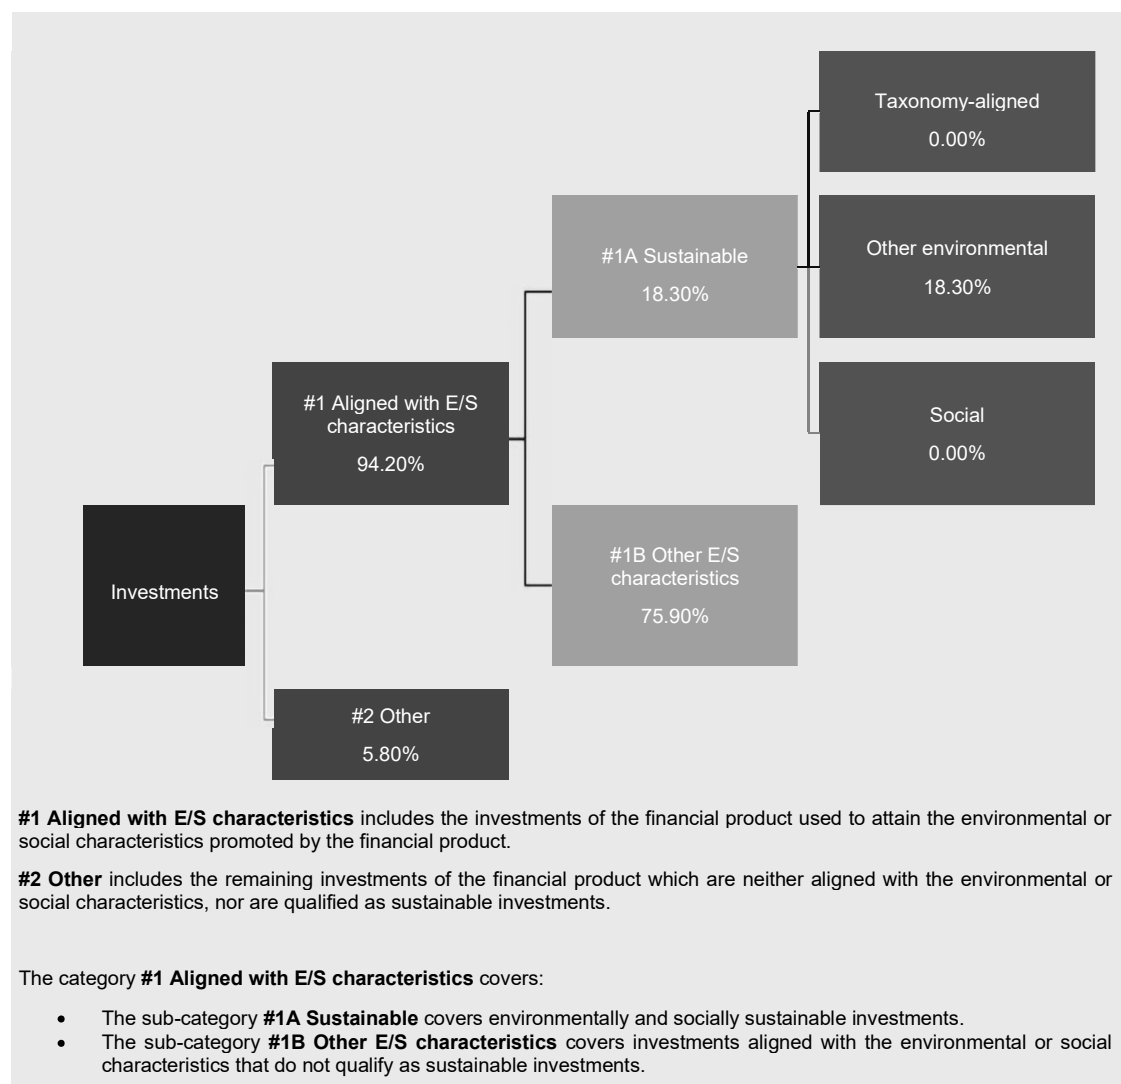 Taxonomy-aligned
0.00%
#1A Sustainable
18.30%
Other environmental
18.30%
#1 Aligned with E/S
characteristics
94.20%
Social
0.00%
Investments
#1B Other E/S
characteristics
75.90%
#2 Other
5.80%
#1 Aligned with E/S characteristics includes the investments of the financial product used to attain the environmental or
social characteristics promoted by the financial product.
#2 Other includes the remaining investments of the financial product which are neither aligned with the environmental or
social characteristics, nor are qualified as sustainable investments.
The category #1 Aligned with E/S characteristics covers:
• The sub-category #1A Sustainable covers environmentally and socially sustainable investments.
• The sub-category #1B Other E/S characteristics covers investments aligned with the environmental or social
characteristics that do not qualify as sustainable investments.